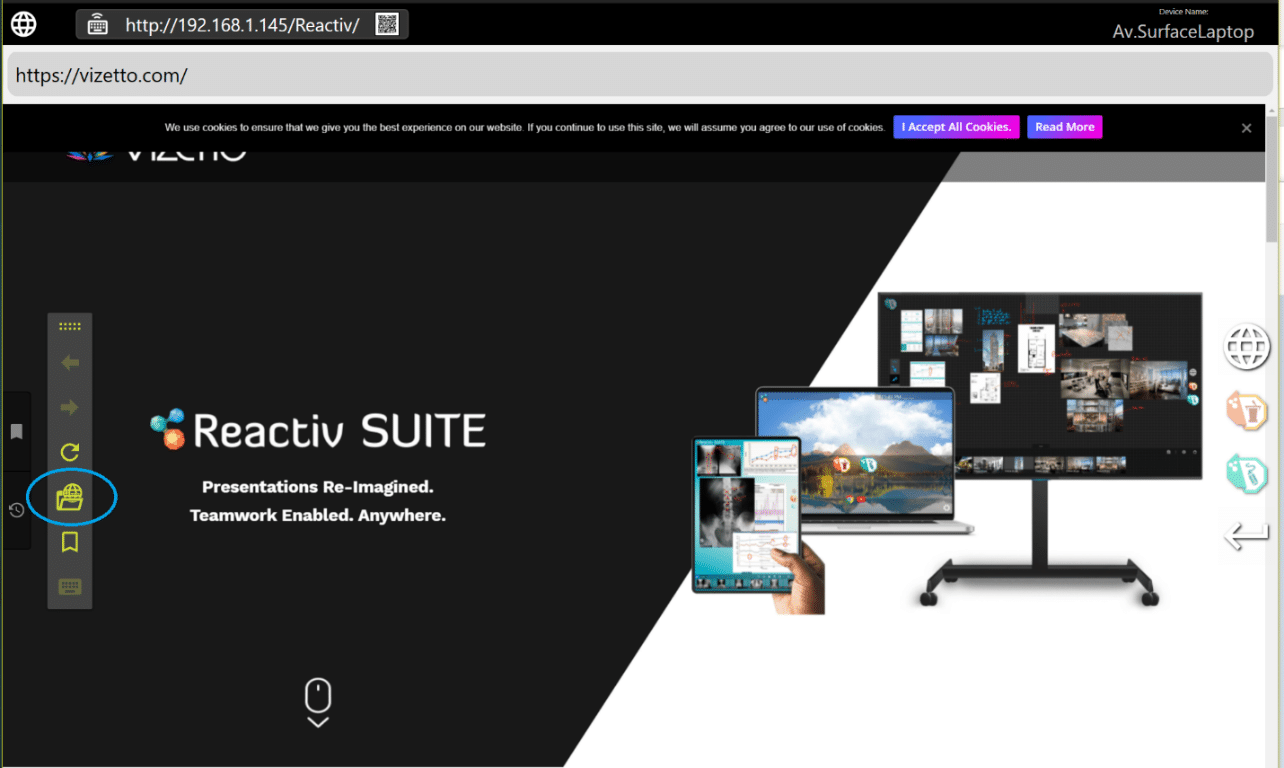 http://192.168.1.145/Reactiv/
Device Name:
Av.SurfaceLaptop
https://vizetto.com/
We use cookies to ensure that we give you the best experience on our website. If you continue to use this site, we will assume you agree to our use of cookies.
I Accept All Cookies.
Read More
VIZETTO
Reactiv SUITE
Presentations Re-Imagined.
Teamwork Enabled. Anywhere.